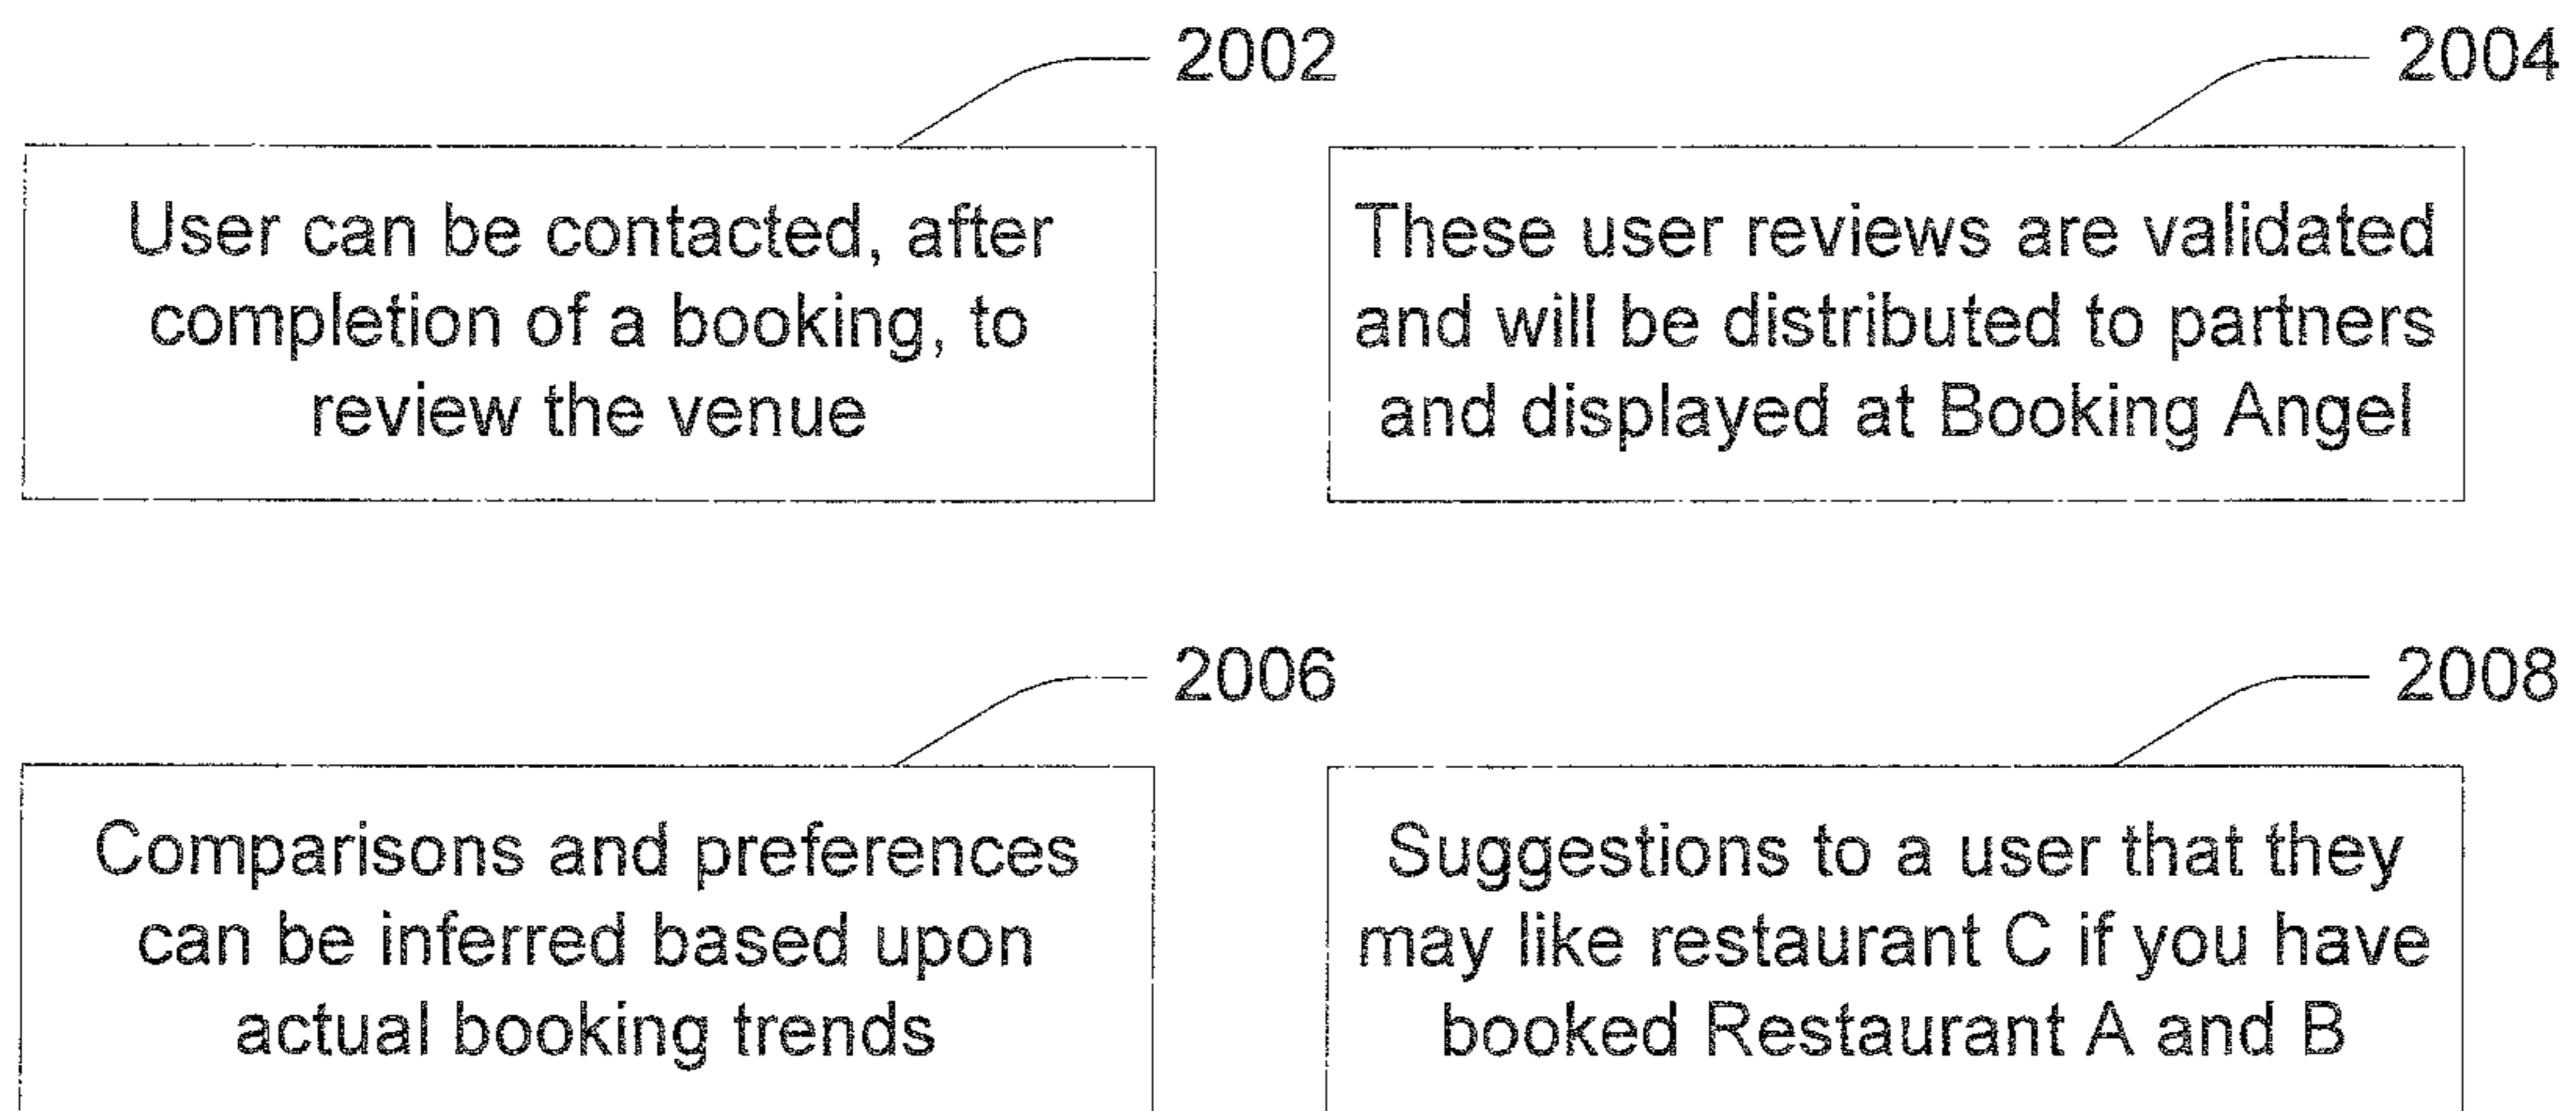 2002
User can be contacted, after
completion of a booking, to
review the venue
2004
These user reviews are validated
and will be distributed to partners
and displayed at Booking Angel
2006
Comparisons and preferences
can be inferred based upon
actual booking trends
2008
Suggestions to a user that they
may like restaurant C if you have
booked Restaurant A and B